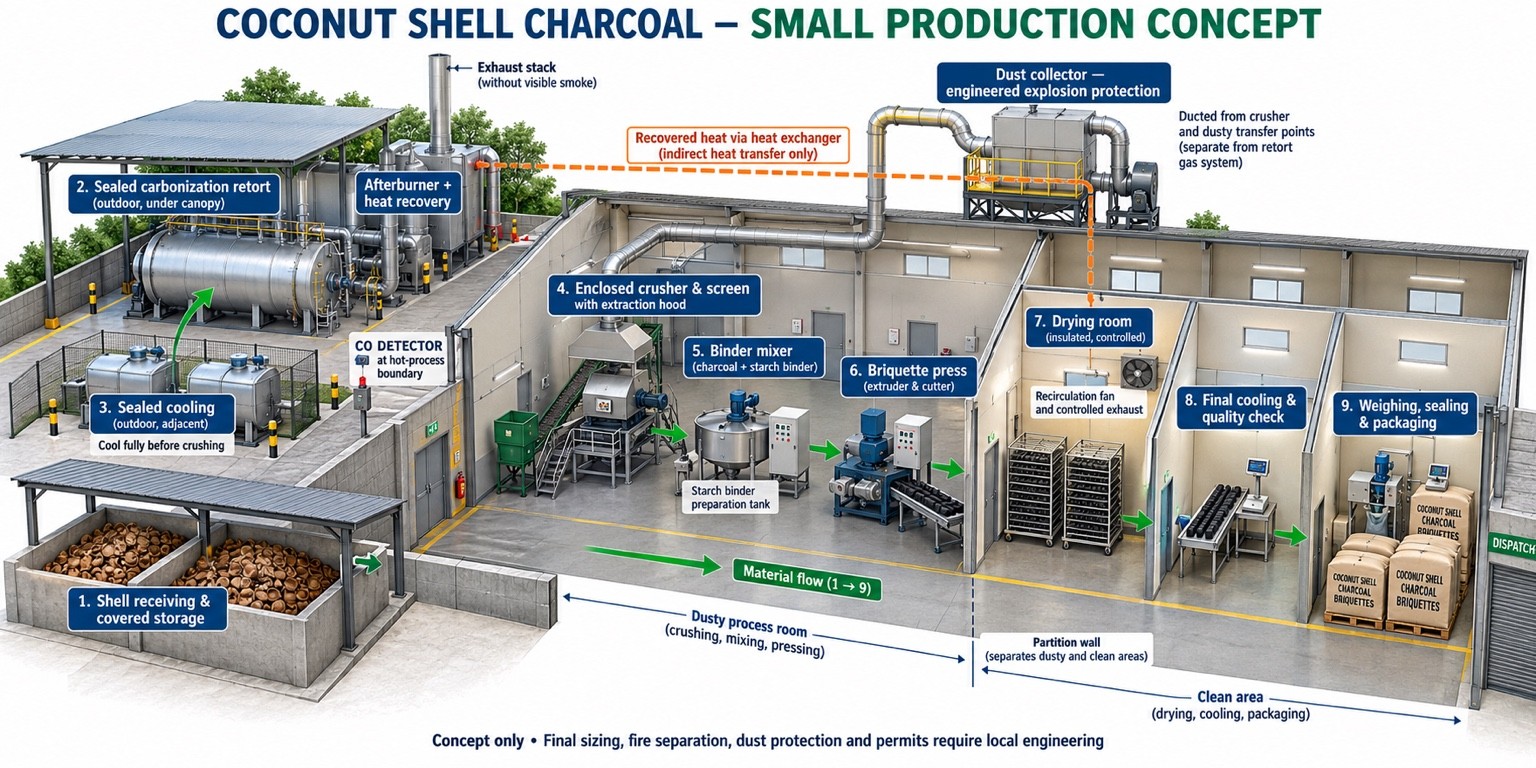 COCONUT SHELL CHARCOAL – SMALL PRODUCTION CONCEPT
Exhaust stack
(without visible smoke)
Dust collector —
engineered explosion protection
Ducted from crusher
and dusty transfer points
(separate from retort
gas system)
Recovered heat via heat exchanger
(indirect heat transfer only)
2. Sealed carbonization retort
(outdoor, under canopy)
Afterburner +
heat recovery
4. Enclosed crusher & screen
with extraction hood
7. Drying room
(insulated, controlled)
CO DETECTOR
at hot-process
boundary
5. Binder mixer
(charcoal + starch binder)
6. Briquette press
(extruder & cutter)
Recirculation fan
and controlled exhaust
8. Final cooling &
quality check
9. Weighing, sealing
& packaging
3. Sealed cooling
(outdoor, adjacent)
Cool fully before crushing
Starch binder
preparation tank
COCONUT SHELL
CHARCOAL
BRIQUETTES
COCONUT SHELL
CHARCOAL
BRIQUETTES
COCONUT SHELL
CHARCOAL
BRIQUETTES
DISPATCH
1. Shell receiving &
covered storage
Material flow (1 → 9)
Dusty process room
(crushing, mixing, pressing)
Partition wall
(separates dusty and clean areas)
Clean area
(drying, cooling, packaging)
Concept only • Final sizing, fire separation, dust protection and permits require local engineering